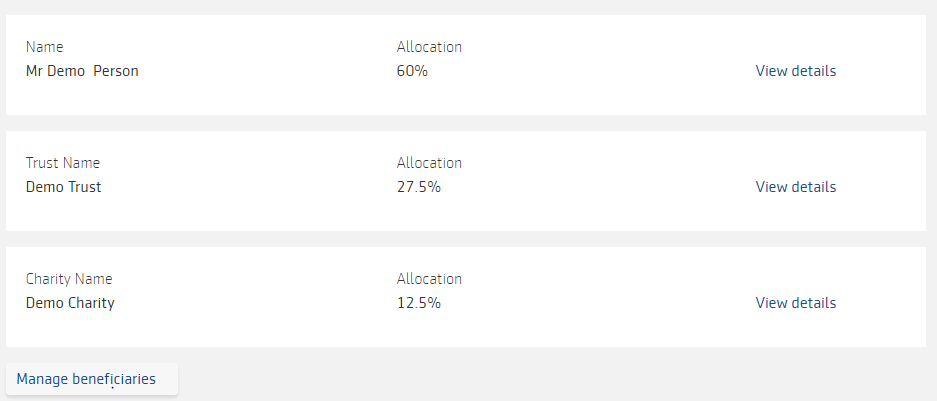 Name Allocation
Mr Demo  Person 60% View details
Trust Name Allocation
Demo Trust 27.5% View details
Charity Name Allocation
Demo Charity 12.5% View details
Manage beneficiaries